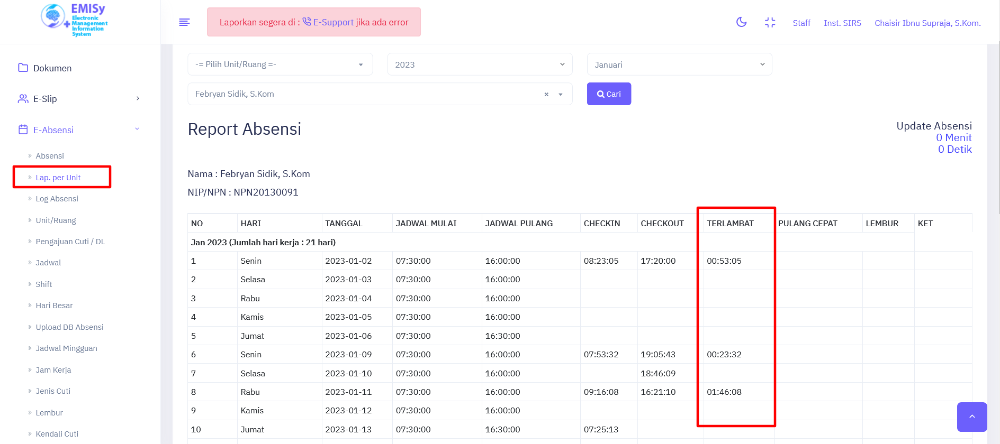 EMISy
Electronic
Management
Information
System
Laporkan segera di : E-Support jika ada error
Staff
Inst. SIRS
Chaisir Ibnu Supraja, S.Kom.
Dokumen
E-Slip
E-Absensi
Absensi
Lap. per Unit
Log Absensi
Unit/Ruang
Pengajuan Cuti / DL
Jadwal
Shift
Hari Besar
Upload DB Absensi
Jadwal Mingguan
Jam Kerja
Jenis Cuti
Lembur
Kendali Cuti
-= Pilih Unit/Ruang =-
2023
Januari
Febryan Sidik, S.Kom ×
Cari
Report Absensi
Update Absensi
0 Menit
0 Detik
Nama : Febryan Sidik, S.Kom
NIP/NPN : NPN20130091
NO HARI TANGGAL JADWAL MULAI JADWAL PULANG CHECKIN CHECKOUT TERLAMBAT PULANG CEPAT LEMBUR KET
Jan 2023 (Jumlah hari kerja : 21 hari)
1 Senin 2023-01-02 07:30:00 16:00:00 08:23:05 17:20:00 00:53:05
2 Selasa 2023-01-03 07:30:00 16:00:00
3 Rabu 2023-01-04 07:30:00 16:00:00
4 Kamis 2023-01-05 07:30:00 16:00:00
5 Jumat 2023-01-06 07:30:00 16:30:00
6 Senin 2023-01-09 07:30:00 16:00:00 07:53:32 19:05:43 00:23:32
7 Selasa 2023-01-10 07:30:00 16:00:00 18:46:09
8 Rabu 2023-01-11 07:30:00 16:00:00 09:16:08 16:21:10 01:46:08
9 Kamis 2023-01-12 07:30:00 16:00:00
10 Jumat 2023-01-13 07:30:00 16:30:00 07:25:13